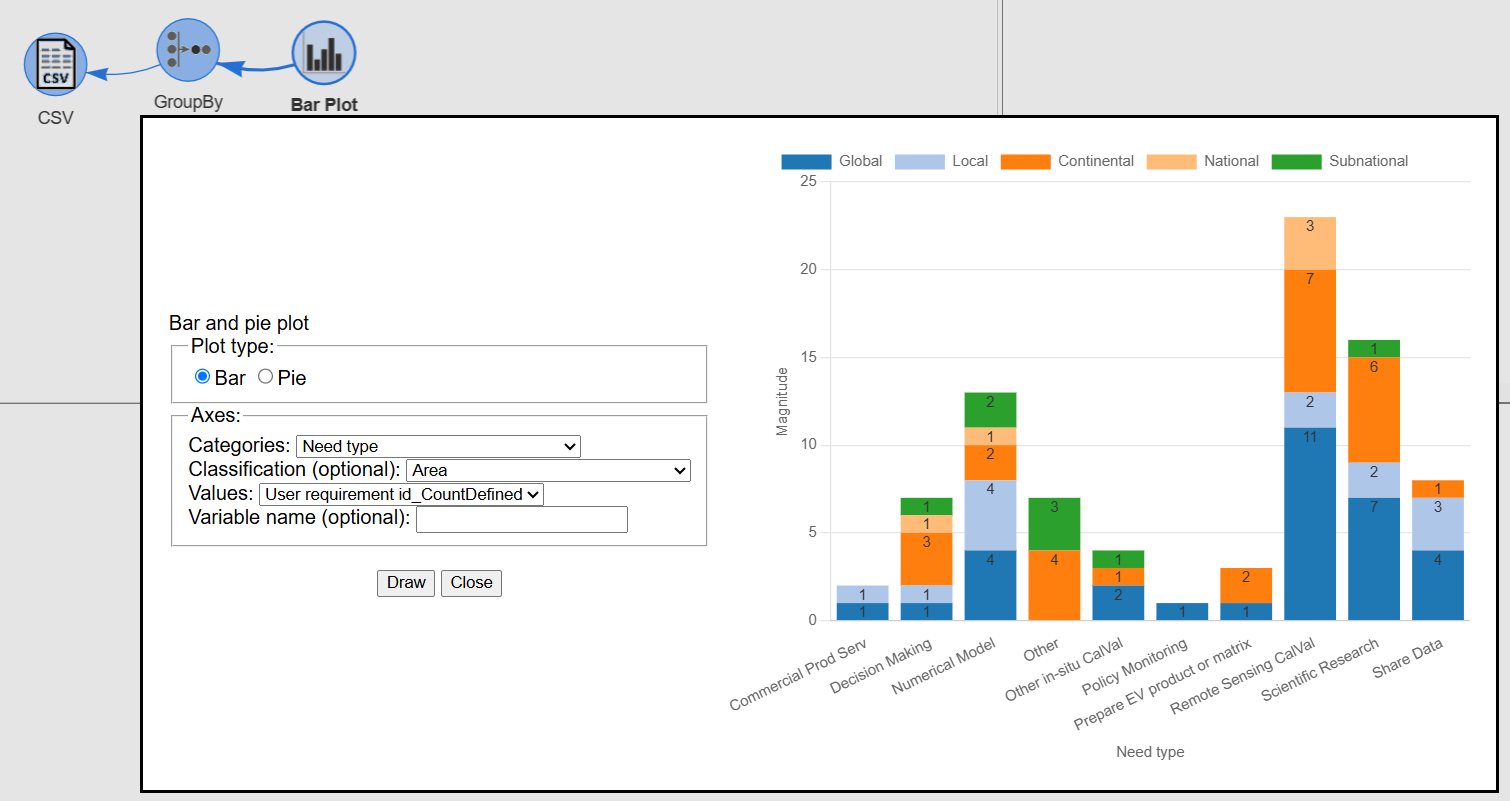 CSV
CSV
GroupBy
Bar Plot
Bar and pie plot
Plot type:
Bar Pie
Axes:
Categories: Need type
Classification (optional): Area
Values: User requirement id_CountDefined
Variable name (optional):
Draw Close
Global Local Continental National Subnational
25
20
15
10
5
0
Magnitude
1 1
1 1 3 1 1
4 4 2 1 2
4 3
2 1 1
1
1 2
11 2 7 3
7 2 6 1
4 3 1
Commercial Prod Serv
Decision Making
Numerical Model
Other
Other in-situ CalVal
Policy Monitoring
Prepare EV product or matrix
Remote Sensing CalVal
Scientific Research
Share Data
Need type